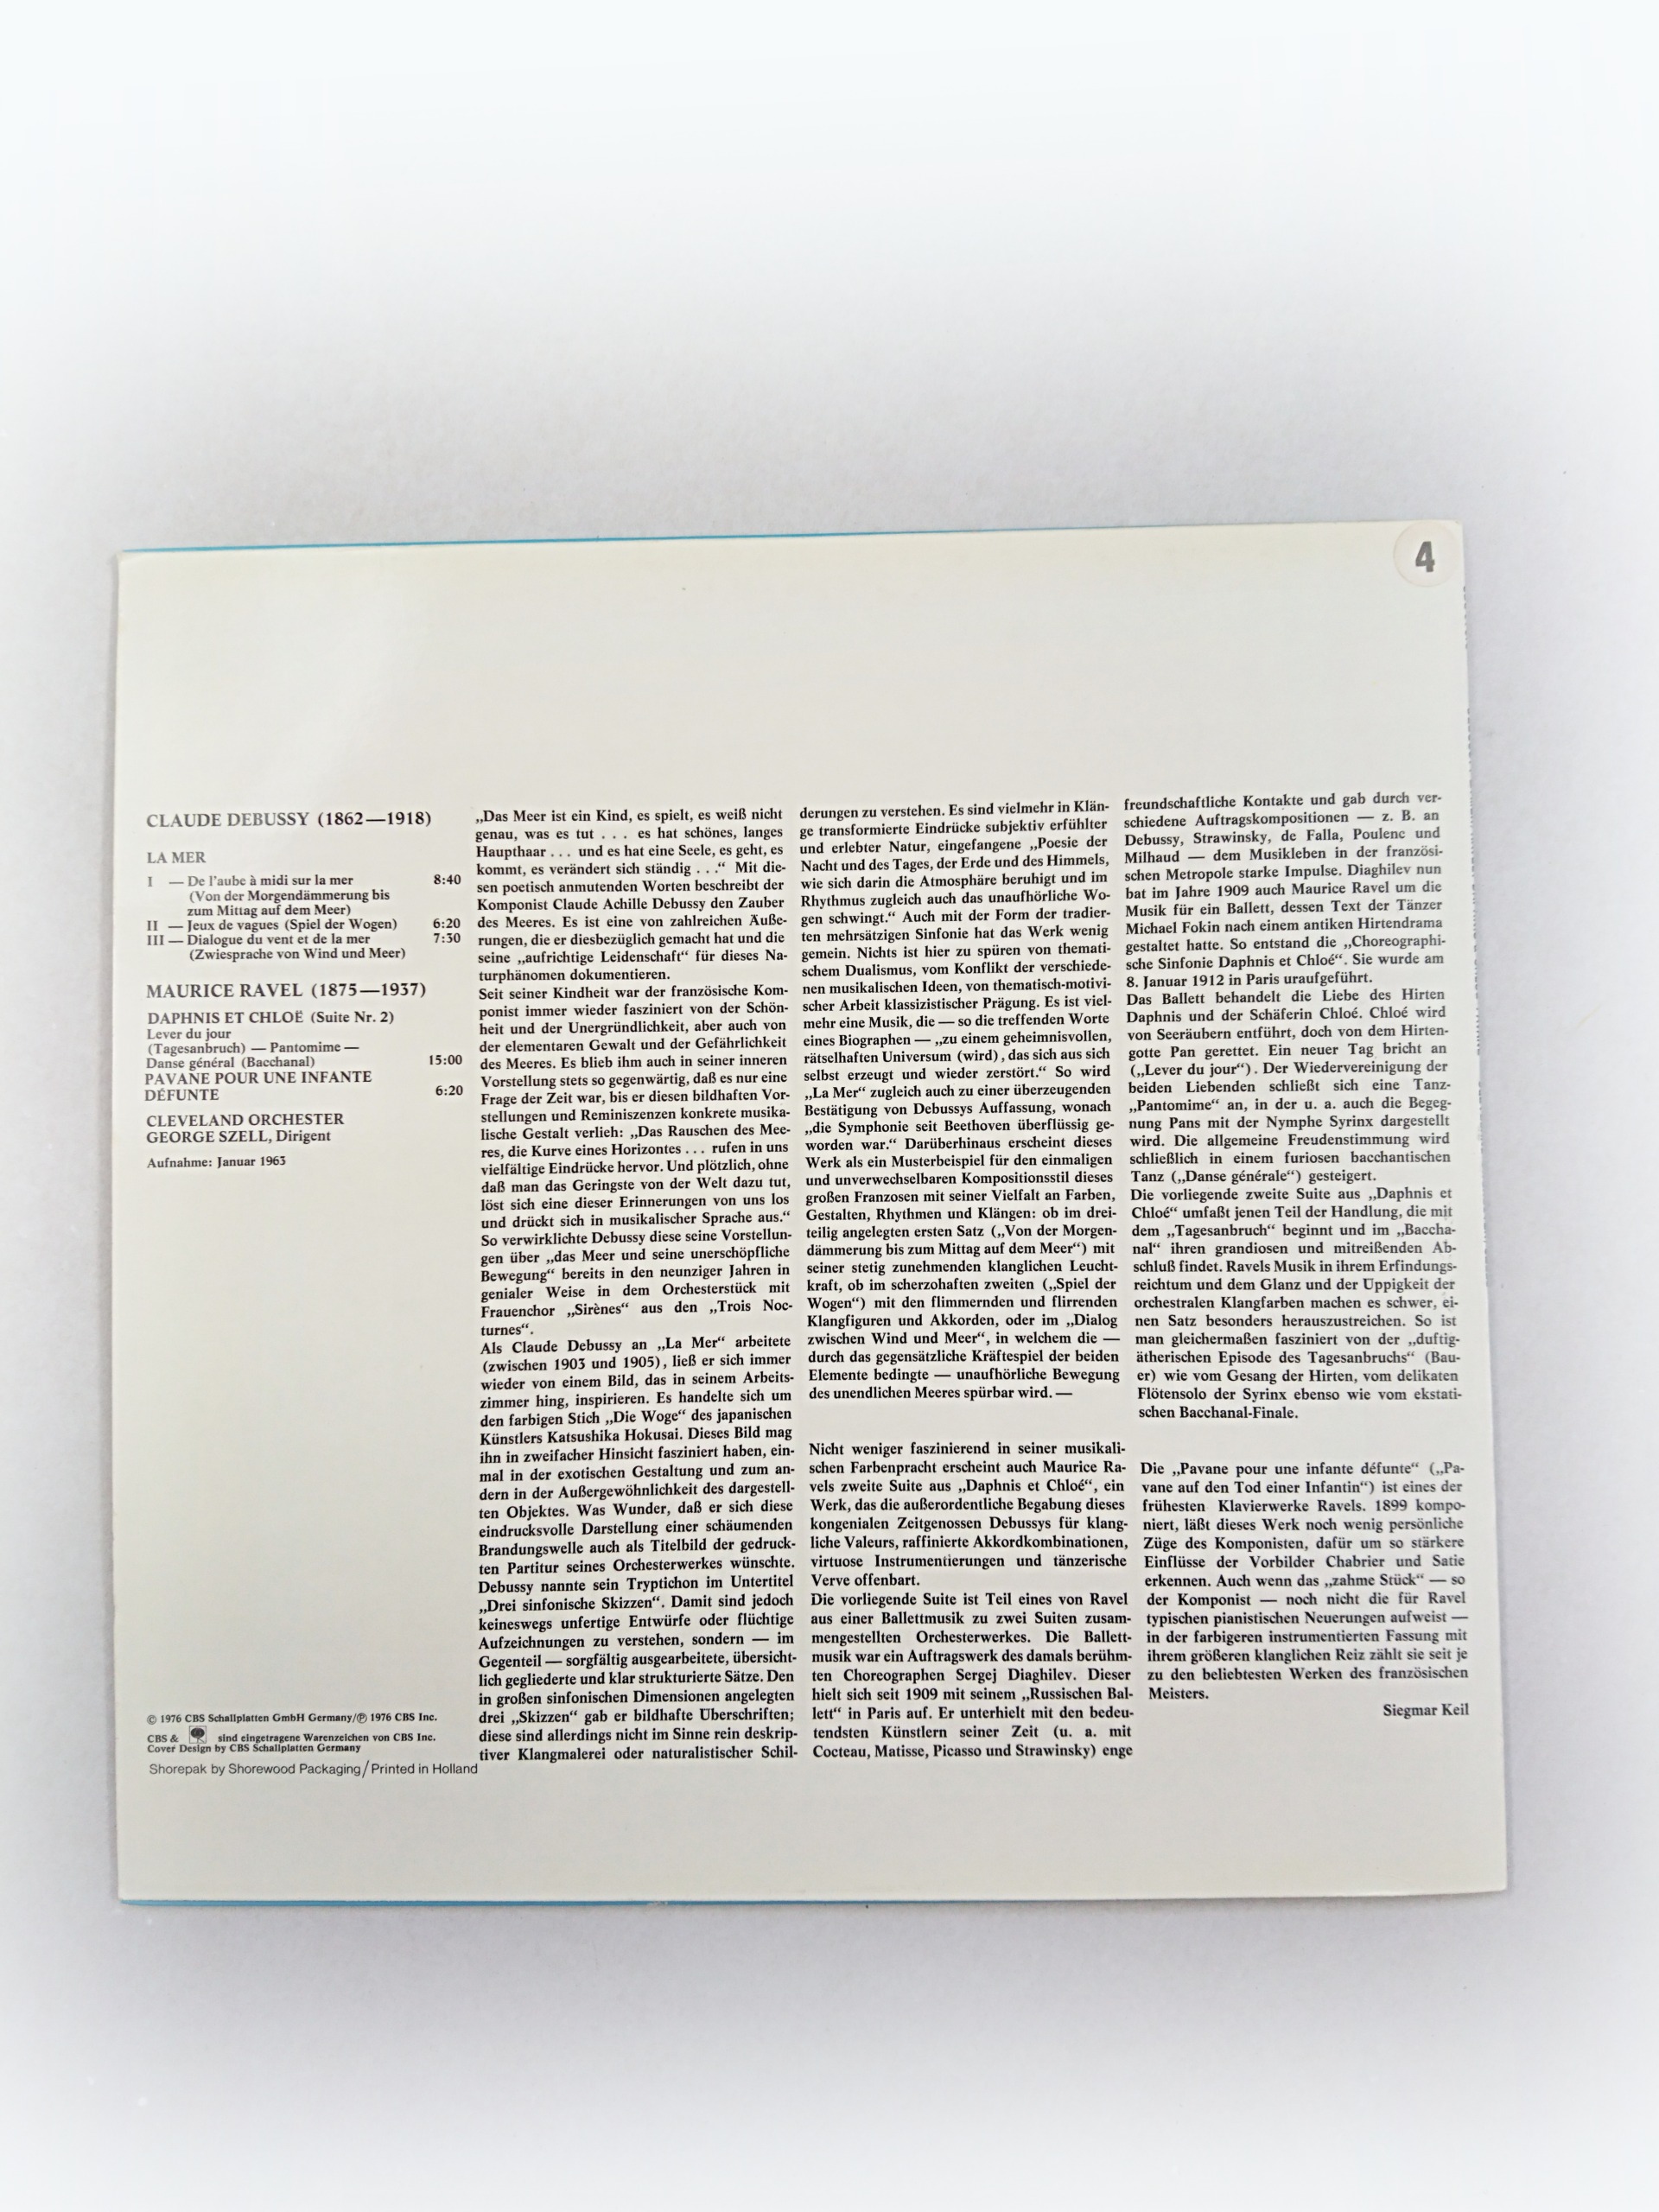 4
CLAUDE DEBUSSY (1862—1918)
LA MER
I — De l'aube à midi sur la mer 8:40
(Von der Morgendämmerung bis
zum Mittag auf dem Meer)
II — Jeux de vagues (Spiel der Wogen) 6:20
III — Dialogue du vent et de la mer 7:30
(Zwiesprache von Wind und Meer)
MAURICE RAVEL (1875—1937)
DAPHNIS ET CHLOË (Suite Nr. 2)
Lever du jour
(Tagesanbruch) — Pantomime —
Danse général (Bacchanal) 15:00
PAVANE POUR UNE INFANTE
DÉFUNTE 6:20
CLEVELAND ORCHESTER
GEORGE SZELL, Dirigent
Aufnahme: Januar 1963
© 1976 CBS Schallplatten GmbH Germany/℗ 1976 CBS Inc.
CBS & sind eingetragene Warenzeichen von CBS Inc.
Cover Design by CBS Schallplatten Germany
Shorepak by Shorewood Packaging/Printed in Holland
„Das Meer ist ein Kind, es spielt, es weiß nicht
genau, was es tut . . . es hat schönes, langes
Haupthaar . . . und es hat eine Seele, es geht, es
kommt, es verändert sich ständig . . .“ Mit die-
sen poetisch anmutenden Worten beschreibt der
Komponist Claude Achille Debussy den Zauber
des Meeres. Es ist eine von zahlreichen Äuße-
rungen, die er diesbezüglich gemacht hat und die
seine „aufrichtige Leidenschaft“ für dieses Na-
turphänomen dokumentieren.
Seit seiner Kindheit war der französische Kom-
ponist immer wieder fasziniert von der Schön-
heit und der Unergründlichkeit, aber auch von
der elementaren Gewalt und der Gefährlichkeit
des Meeres. Es blieb ihm auch in seiner inneren
Vorstellung stets so gegenwärtig, daß es nur eine
Frage der Zeit war, bis er diesen bildhaften Vor-
stellungen und Reminiszenzen konkrete musika-
lische Gestalt verlieh: „Das Rauschen des Mee-
res, die Kurve eines Horizontes . . . rufen in uns
vielfältige Eindrücke hervor. Und plötzlich, ohne
daß man das Geringste von der Welt dazu tut,
löst sich eine dieser Erinnerungen von uns los
und drückt sich in musikalischer Sprache aus.“
So verwirklichte Debussy diese seine Vorstellun-
gen über „das Meer und seine unerschöpfliche
Bewegung“ bereits in den neunziger Jahren in
genialer Weise in dem Orchesterstück mit
Frauenchor „Sirènes“ aus den „Trois Noc-
turnes“.
Als Claude Debussy an „La Mer“ arbeitete
(zwischen 1903 und 1905), ließ er sich immer
wieder von einem Bild, das in seinem Arbeits-
zimmer hing, inspirieren. Es handelte sich um
den farbigen Stich „Die Woge“ des japanischen
Künstlers Katsushika Hokusai. Dieses Bild mag
ihn in zweifacher Hinsicht fasziniert haben, ein-
mal in der exotischen Gestaltung und zum an-
dern in der Außergewöhnlichkeit des dargestell-
ten Objektes. Was Wunder, daß er sich diese
eindrucksvolle Darstellung einer schäumenden
Brandungswelle auch als Titelbild der gedruck-
ten Partitur seines Orchesterwerkes wünschte.
Debussy nannte sein Tryptichon im Untertitel
„Drei sinfonische Skizzen“. Damit sind jedoch
keineswegs unfertige Entwürfe oder flüchtige
Aufzeichnungen zu verstehen, sondern — im
Gegenteil — sorgfältig ausgearbeitete, übersicht-
lich gegliederte und klar strukturierte Sätze. Den
in großen sinfonischen Dimensionen angelegten
drei „Skizzen“ gab er bildhafte Überschriften;
diese sind allerdings nicht im Sinne rein deskrip-
tiver Klangmalerei oder naturalistischer Schil-
derungen zu verstehen. Es sind vielmehr in Klän-
ge transformierte Eindrücke subjektiv erfühlter
und erlebter Natur, eingefangene „Poesie der
Nacht und des Tages, der Erde und des Himmels,
wie sich darin die Atmosphäre beruhigt und im
Rhythmus zugleich auch das unaufhörliche Wo-
gen schwingt.“ Auch mit der Form der tradier-
ten mehrsätzigen Sinfonie hat das Werk wenig
gemein. Nichts ist hier zu spüren von themati-
schem Dualismus, vom Konflikt der verschiede-
nen musikalischen Ideen, von thematisch-motivi-
scher Arbeit klassizistischer Prägung. Es ist viel-
mehr eine Musik, die — so die treffenden Worte
eines Biographen — „zu einem geheimnisvollen,
rätselhaften Universum (wird), das sich aus sich
selbst erzeugt und wieder zerstört.“ So wird
„La Mer“ zugleich auch zu einer überzeugenden
Bestätigung von Debussys Auffassung, wonach
„die Symphonie seit Beethoven überflüssig ge-
worden war.“ Darüberhinaus erscheint dieses
Werk als ein Musterbeispiel für den einmaligen
und unverwechselbaren Kompositionsstil dieses
großen Franzosen mit seiner Vielfalt an Farben,
Gestalten, Rhythmen und Klängen: ob im drei-
teilig angelegten ersten Satz („Von der Morgen-
dämmerung bis zum Mittag auf dem Meer“) mit
seiner stetig zunehmenden klanglichen Leucht-
kraft, ob im scherzohaften zweiten („Spiel der
Wogen“) mit den flimmernden und flirrenden
Klangfiguren und Akkorden, oder im „Dialog
zwischen Wind und Meer“, in welchem die —
durch das gegensätzliche Kräftespiel der beiden
Elemente bedingte — unaufhörliche Bewegung
des unendlichen Meeres spürbar wird. —
Nicht weniger faszinierend in seiner musikali-
schen Farbenpracht erscheint auch Maurice Ra-
vels zweite Suite aus „Daphnis et Chloé“, ein
Werk, das die außerordentliche Begabung dieses
kongenialen Zeitgenossen Debussys für klang-
liche Valeurs, raffinierte Akkordkombinationen,
virtuose Instrumentierungen und tänzerische
Verve offenbart.
Die vorliegende Suite ist Teil eines von Ravel
aus einer Ballettmusik zu zwei Suiten zusam-
mengestellten Orchesterwerkes. Die Ballett-
musik war ein Auftragswerk des damals berühm-
ten Choreographen Sergej Diaghilev. Dieser
hielt sich seit 1909 mit seinem „Russischen Bal-
lett“ in Paris auf. Er unterhielt mit den bedeu-
tendsten Künstlern seiner Zeit (u. a. mit
Cocteau, Matisse, Picasso und Strawinsky) enge
freundschaftliche Kontakte und gab durch ver-
schiedene Auftragskompositionen — z. B. an
Debussy, Strawinsky, de Falla, Poulenc und
Milhaud — dem Musikleben in der französi-
schen Metropole starke Impulse. Diaghilev nun
bat im Jahre 1909 auch Maurice Ravel um die
Musik für ein Ballett, dessen Text der Tänzer
Michael Fokin nach einem antiken Hirtendrama
gestaltet hatte. So entstand die „Choreographi-
sche Sinfonie Daphnis et Chloé“. Sie wurde am
8. Januar 1912 in Paris uraufgeführt.
Das Ballett behandelt die Liebe des Hirten
Daphnis und der Schäferin Chloé. Chloé wird
von Seeräubern entführt, doch von dem Hirten-
gotte Pan gerettet. Ein neuer Tag bricht an
(„Lever du jour“). Der Wiedervereinigung der
beiden Liebenden schließt sich eine Tanz-
„Pantomime“ an, in der u. a. auch die Begeg-
nung Pans mit der Nymphe Syrinx dargestellt
wird. Die allgemeine Freudenstimmung wird
schließlich in einem furiosen bacchantischen
Tanz („Danse générale“) gesteigert.
Die vorliegende zweite Suite aus „Daphnis et
Chloé“ umfaßt jenen Teil der Handlung, die mit
dem „Tagesanbruch“ beginnt und im „Baccha-
nal“ ihren grandiosen und mitreißenden Ab-
schluß findet. Ravels Musik in ihrem Erfindungs-
reichtum und dem Glanz und der Üppigkeit der
orchestralen Klangfarben machen es schwer, ei-
nen Satz besonders herauszustreichen. So ist
man gleichermaßen fasziniert von der „duftig-
ätherischen Episode des Tagesanbruchs“ (Bau-
er) wie vom Gesang der Hirten, vom delikaten
Flötensolo der Syrinx ebenso wie vom ekstati-
schen Bacchanal-Finale.
Die „Pavane pour une infante défunte“ („Pa-
vane auf den Tod einer Infantin“) ist eines der
frühesten Klavierwerke Ravels. 1899 kompo-
niert, läßt dieses Werk noch wenig persönliche
Züge des Komponisten, dafür um so stärkere
Einflüsse der Vorbilder Chabrier und Satie
erkennen. Auch wenn das „zahme Stück“ — so
der Komponist — noch nicht die für Ravel
typischen pianistischen Neuerungen aufweist —
in der farbigeren instrumentierten Fassung mit
ihrem größeren klanglichen Reiz zählt sie seit je
zu den beliebtesten Werken des französischen
Meisters.
Siegmar Keil